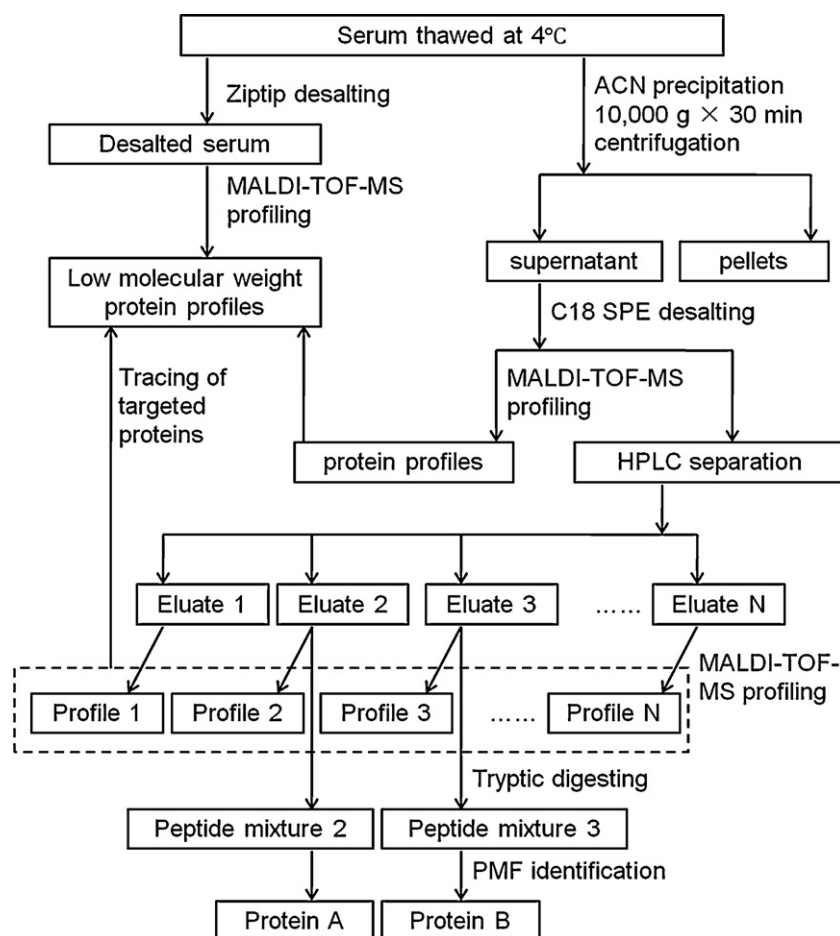 Serum thawed at 4℃
Ziptip desalting
ACN precipitation
10,000 g × 30 min
centrifugation
Desalted serum
MALDI-TOF-MS
profiling
supernatant
pellets
Low molecular weight
protein profiles
C18 SPE desalting
Tracing of
targeted
proteins
MALDI-TOF-MS
profiling
protein profiles
HPLC separation
Eluate 1
Eluate 2
Eluate 3
......
Eluate N
MALDI-TOF-
MS profiling
Profile 1
Profile 2
Profile 3
......
Profile N
Tryptic digesting
Peptide mixture 2
Peptide mixture 3
PMF identification
Protein A
Protein B